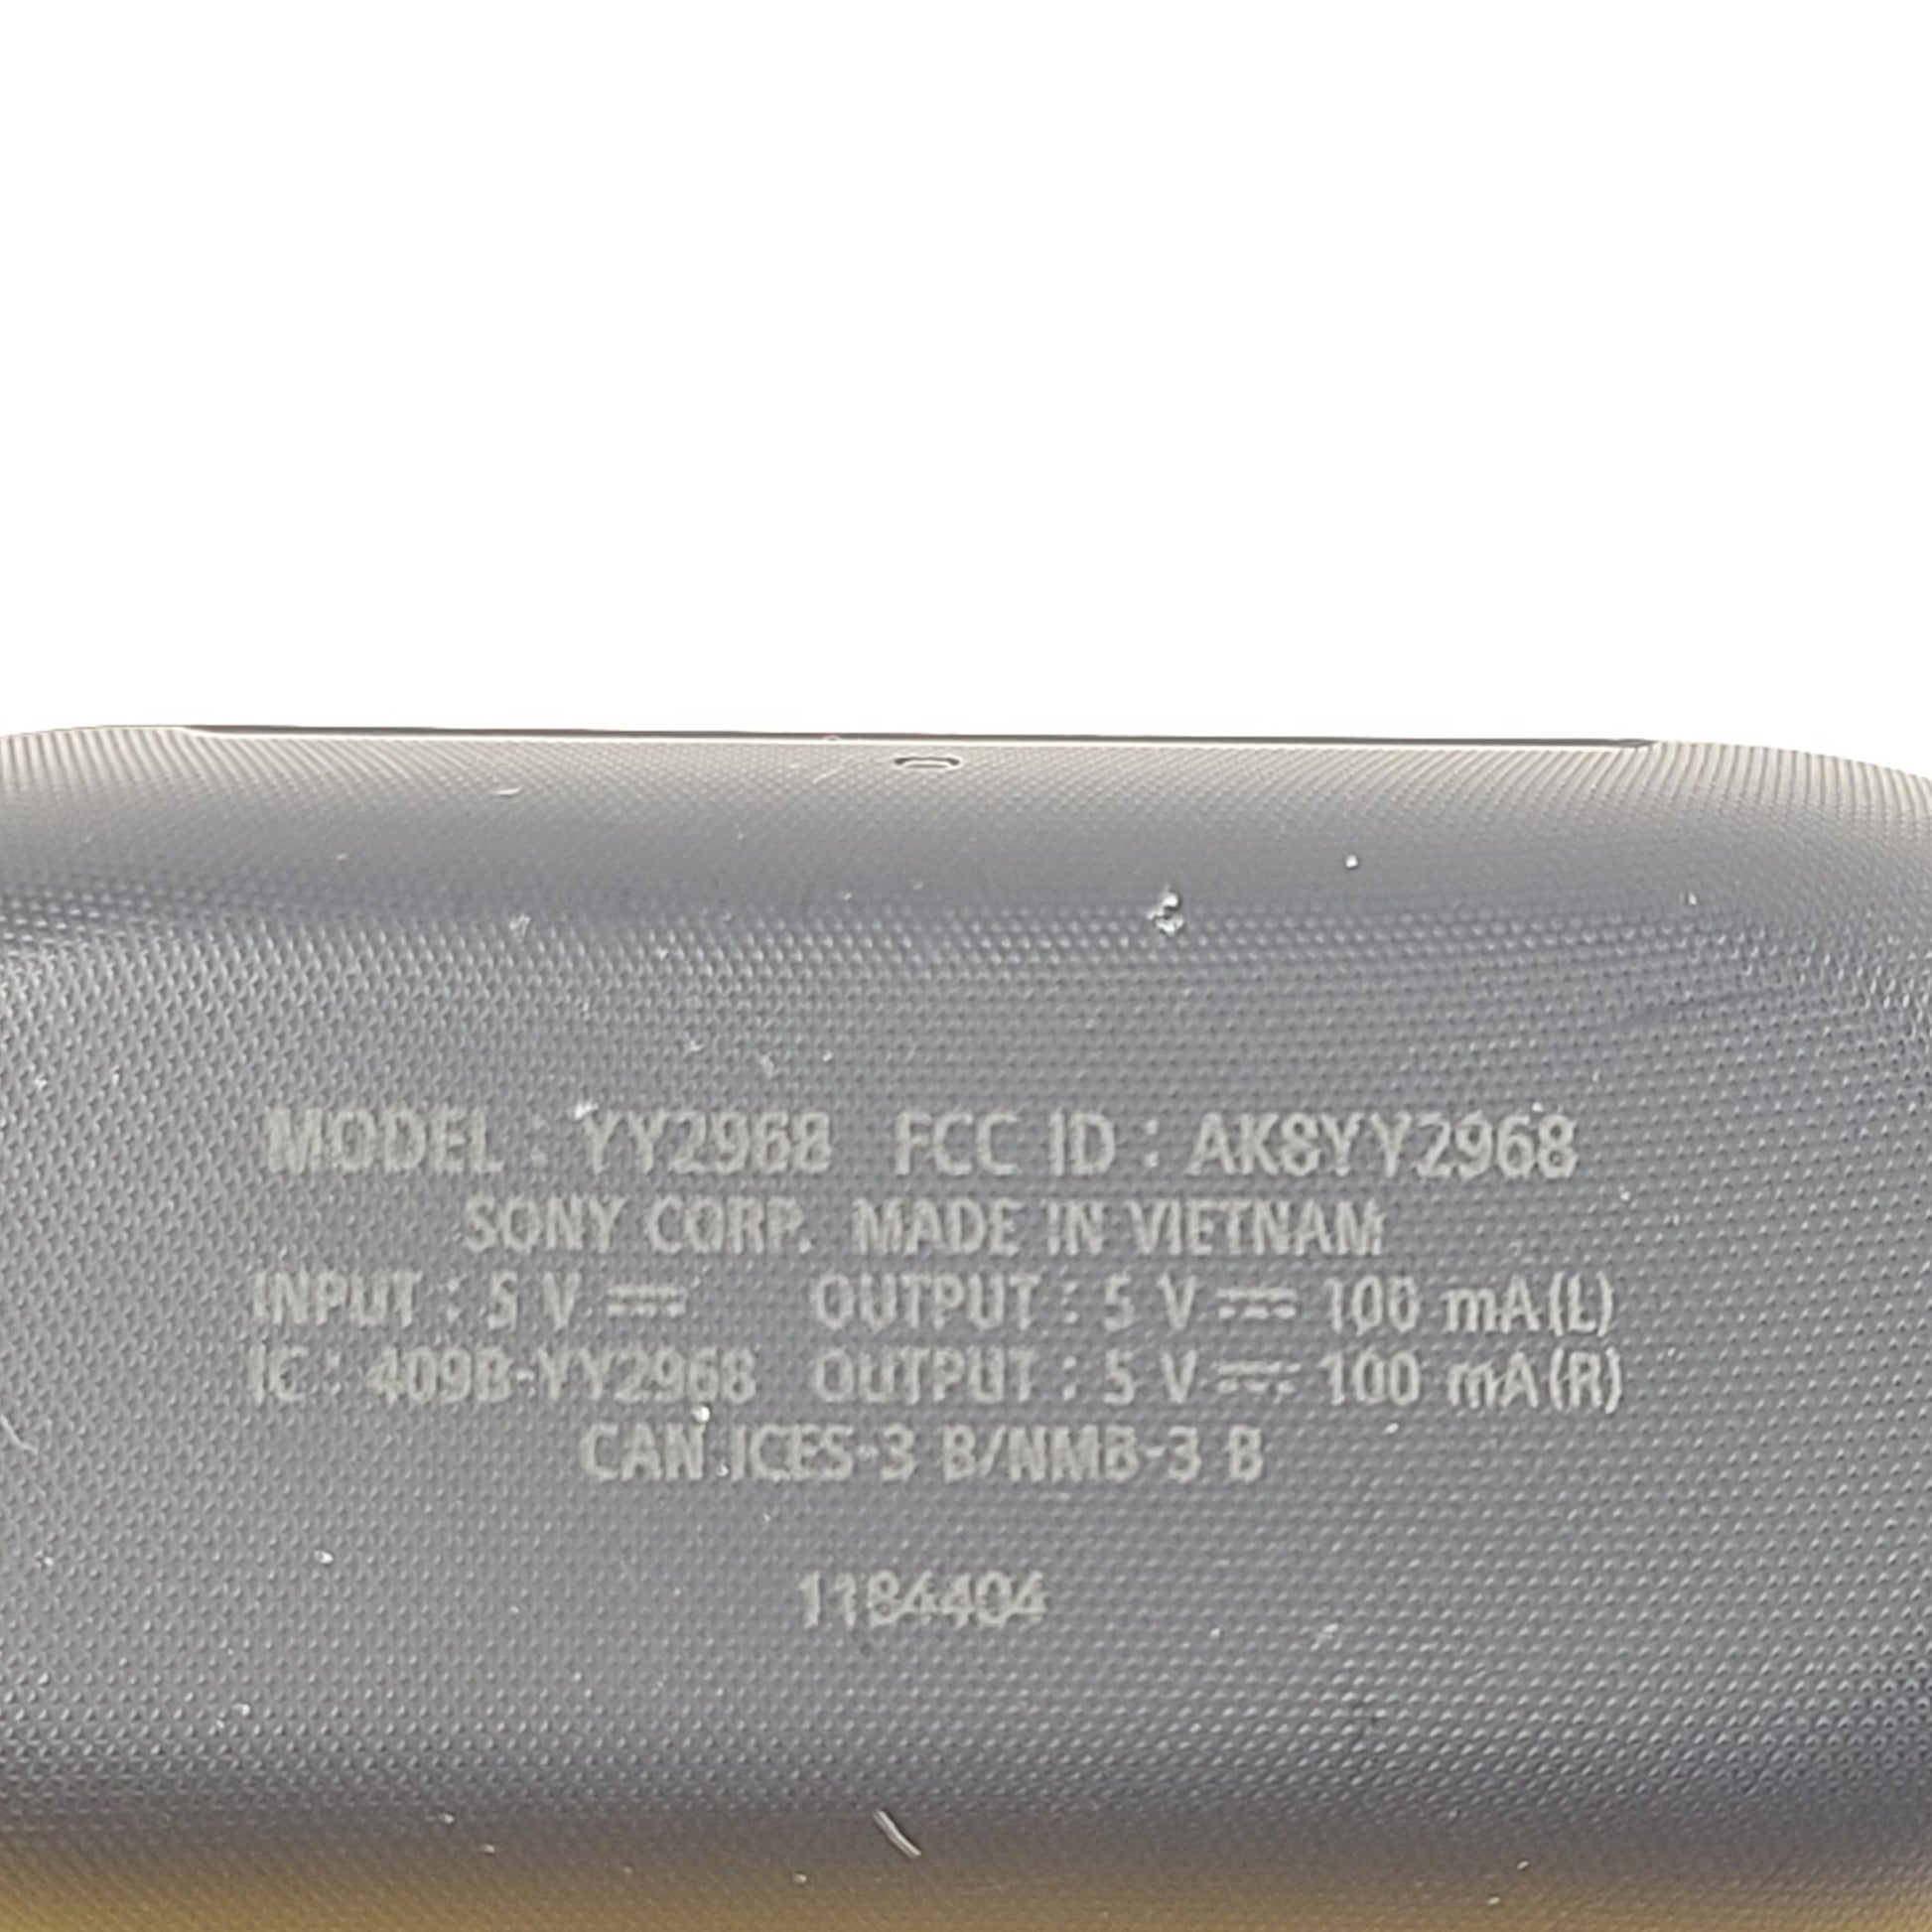 MODEL : YY2968 FCC ID : AK8YY2968
SONY CORP. MADE IN VIETNAM
INPUT : 5 V ⎓ OUTPUT : 5 V ⎓ 100 mA(L)
IC : 409B-YY2968 OUTPUT : 5 V ⎓ 100 mA(R)
CAN ICES-3 B/NMB-3 B
1184404